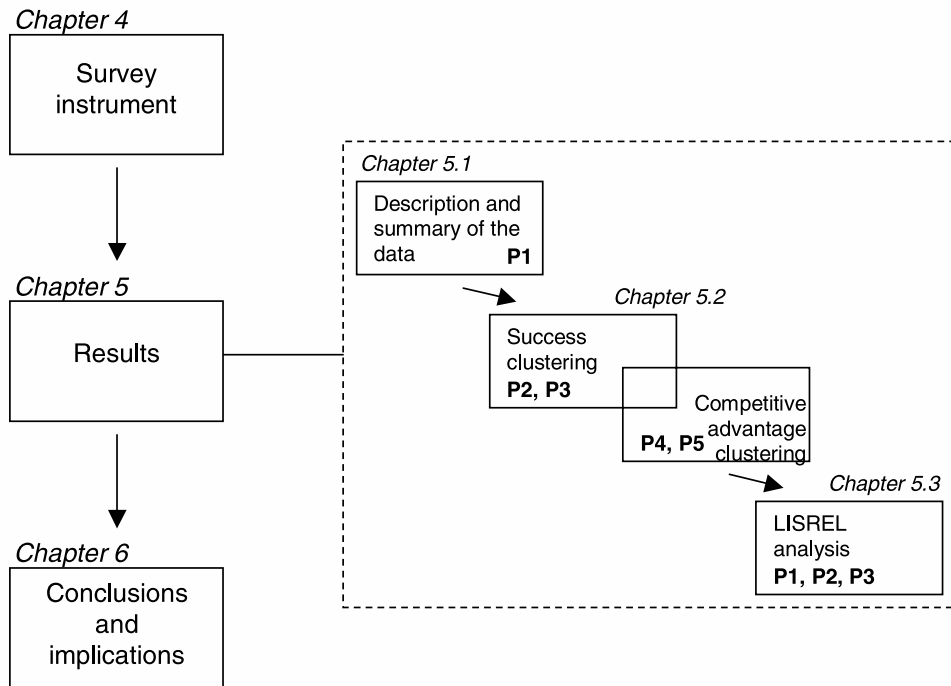 Chapter 4
Survey
instrument
Chapter 5
Results
Chapter 6
Conclusions
and
implications
Chapter 5.1
Description and
summary of the
data P1
Chapter 5.2
Success
clustering
P2, P3
Competitive
advantage
P4, P5
clustering
Chapter 5.3
LISREL
analysis
P1, P2, P3